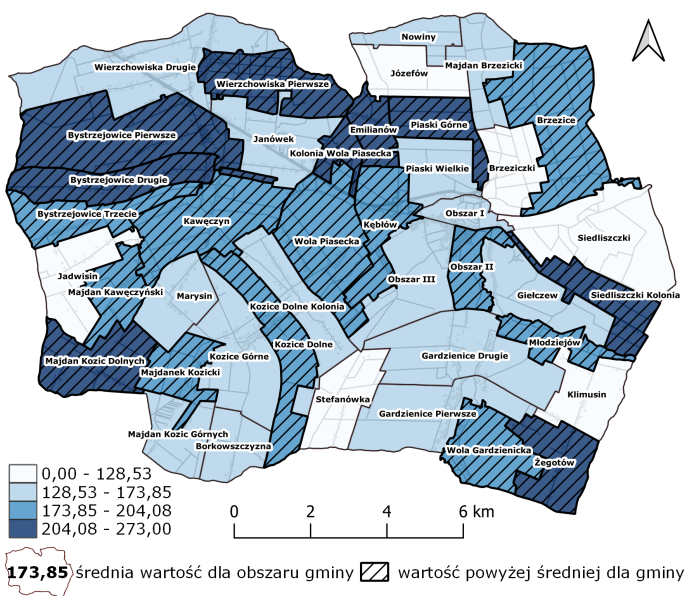 Nowiny
Wierzchowiska Drugie
Majdan Brzezicki
Józefów
Wierzchowiska Pierwsze
Brzezice
Piaski Górne
Emilianów
Bystrzejowice Pierwsze
Janówek
Kolonia Wola Piasecka
Piaski Wielkie
Brzeziczki
Bystrzejowice Drugie
Bystrzejowice Trzecie
Obszar I
Kawęczyn
Kębłów
Siedliszczki
Wola Piasecka
Obszar II
Jadwisin
Obszar III
Majdan Kawęczyński
Marysin
Giełczew
Siedliszczki Kolonia
Kozice Dolne Kolonia
Młodziejów
Kozice Dolne
Kozice Górne
Gardzienice Drugie
Majdan Kozic Dolnych
Majdanek Kozicki
Klimusin
Stefanówka
Gardzienice Pierwsze
Majdan Kozic Górnych
Borkowszczyzna
Wola Gardzienicka
Żegotów
0,00 - 128,53
128,53 - 173,85
173,85 - 204,08
204,08 - 273,00
0 2 4 6 km
173,85 średnia wartość dla obszaru gminy wartość powyżej średniej dla gminy